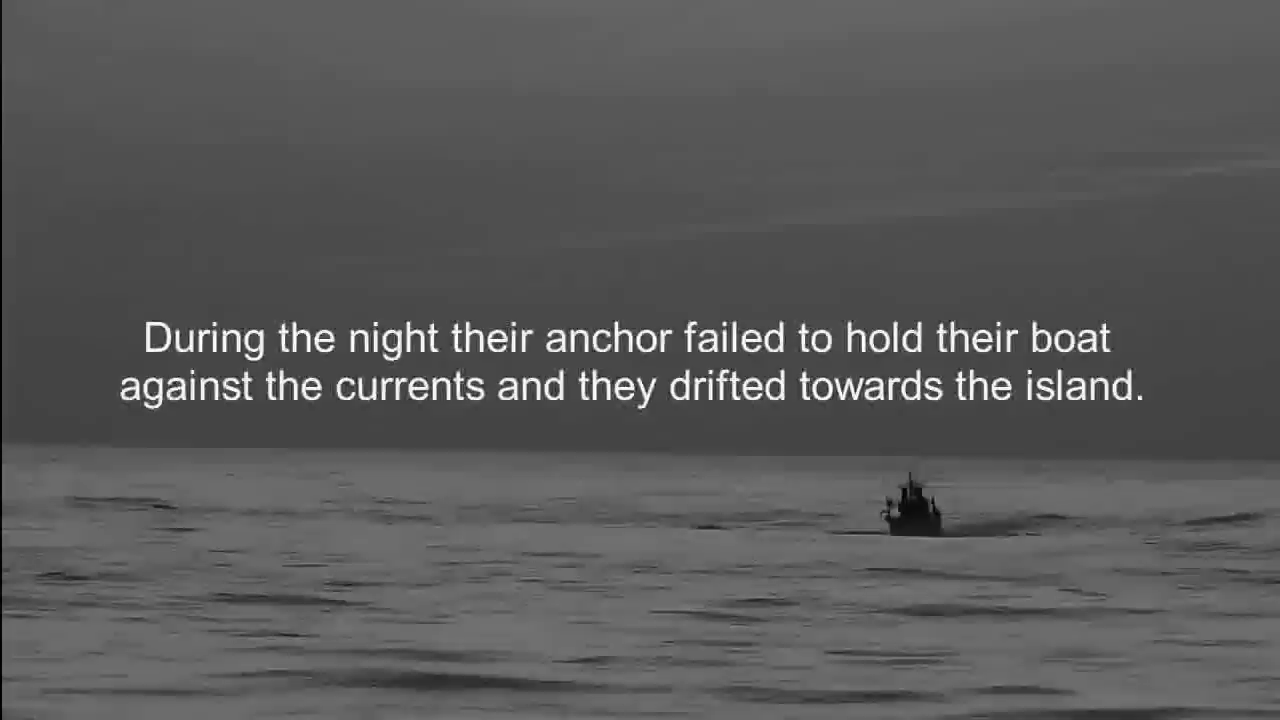 During the night their anchor failed to hold their boat
against the currents and they drifted towards the island.